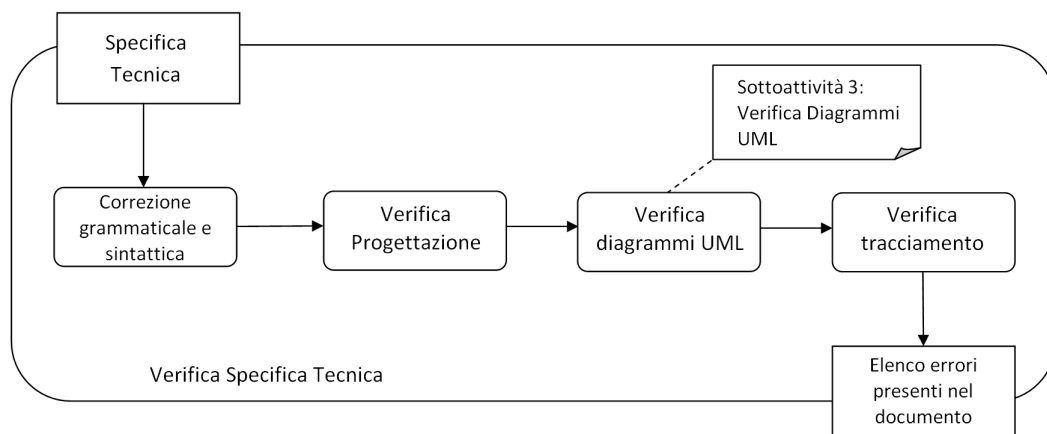 Specifica
Tecnica
Sottoattività 3:
Verifica Diagrammi
UML
Correzione
grammaticale e
sintattica
Verifica
Progettazione
Verifica
diagrammi UML
Verifica
tracciamento
Verifica Specifica Tecnica
Elenco errori
presenti nel
documento